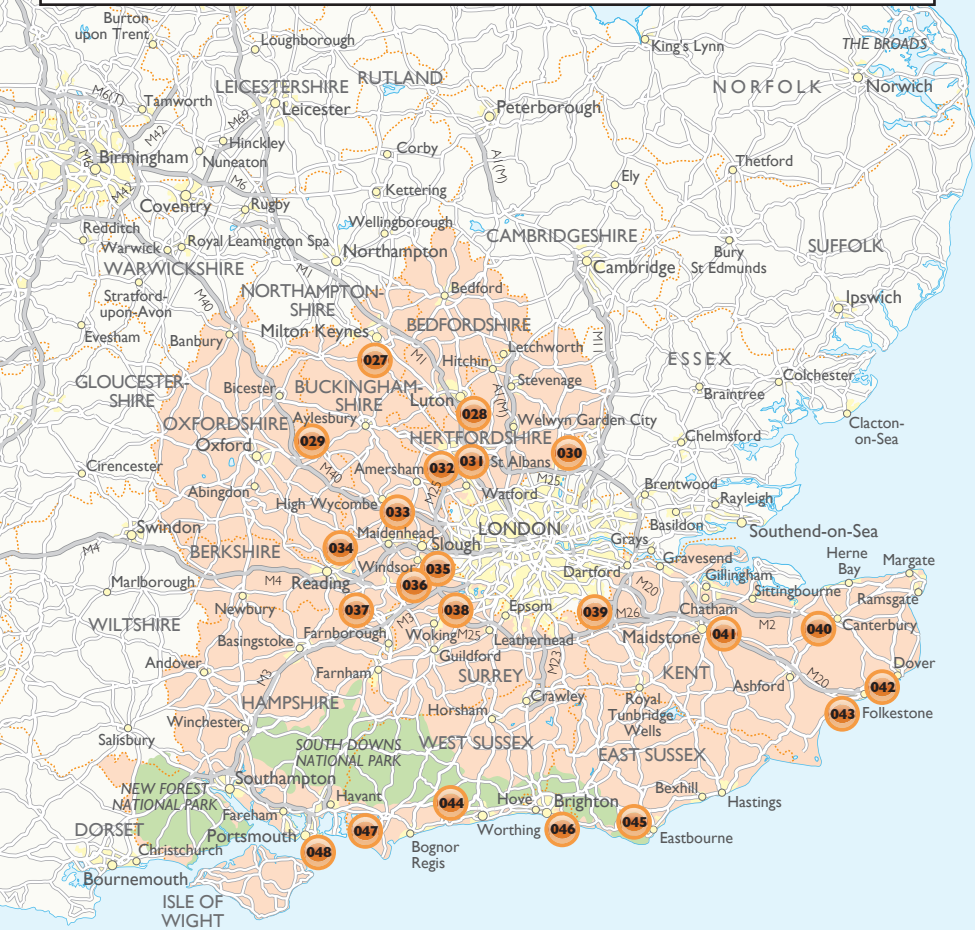 Burton
upon Trent
Loughborough
King's Lynn
THE BROADS
LEICESTERSHIRE
RUTLAND
NORFOLK
Norwich
M6(T)
Tamworth
Leicester
Peterborough
M42
M69
Hinckley
Birmingham
M6
Nuneaton
Corby
A1(M)
Thetford
M42
M6
Kettering
Ely
Coventry
Rugby
Redditch
Wellingborough
Warwick
Royal Leamington Spa
Northampton
CAMBRIDGESHIRE
SUFFOLK
WARWICKSHIRE
M1
Cambridge
Bury
St Edmunds
Stratford-
upon-Avon
M40
NORTHAMPTON-
SHIRE
Bedford
Ipswich
Evesham
Banbury
Milton Keynes
BEDFORDSHIRE
M11
027
M1
Hitchin
Letchworth
ESSEX
GLOUCESTER-
SHIRE
Bicester
BUCKINGHAM-
SHIRE
Stevenage
Colchester
Braintree
Luton
028
A1(M)
OXFORDSHIRE
Aylesbury
Welwyn Garden City
Clacton-
on-Sea
Oxford
029
HERTFORDSHIRE
030
Chelmsford
Cirencester
M40
Amersham
032
031
St Albans
Abingdon
M25
Watford
M25
Brentwood
Rayleigh
High Wycombe
033
Swindon
Maidenhead
LONDON
Basildon
Southend-on-Sea
M4
BERKSHIRE
034
Slough
Grays
Herne
Bay
Margate
Marlborough
M4
Reading
Windsor
035
Dartford
Gravesend
Gillingham
Sittingbourne
Ramsgate
036
M20
Newbury
037
038
Epsom
039
M26
Chatham
M2
040
Canterbury
WILTSHIRE
Basingstoke
Farnborough
M3
Woking
M25
Leatherhead
Maidstone
041
Andover
M3
Farnham
Guildford
M23
SURREY
KENT
Ashford
M20
Dover
042
HAMPSHIRE
Crawley
Royal
Tunbridge
Wells
043
Folkestone
Winchester
Horsham
Salisbury
SOUTH DOWNS
NATIONAL PARK
WEST SUSSEX
EAST SUSSEX
Southampton
NEW FOREST
NATIONAL PARK
Havant
044
Hove
Brighton
Bexhill
Hastings
Fareham
DORSET
Portsmouth
047
Worthing
046
045
Eastbourne
Christchurch
048
Bognor
Regis
Bournemouth
ISLE OF
WIGHT